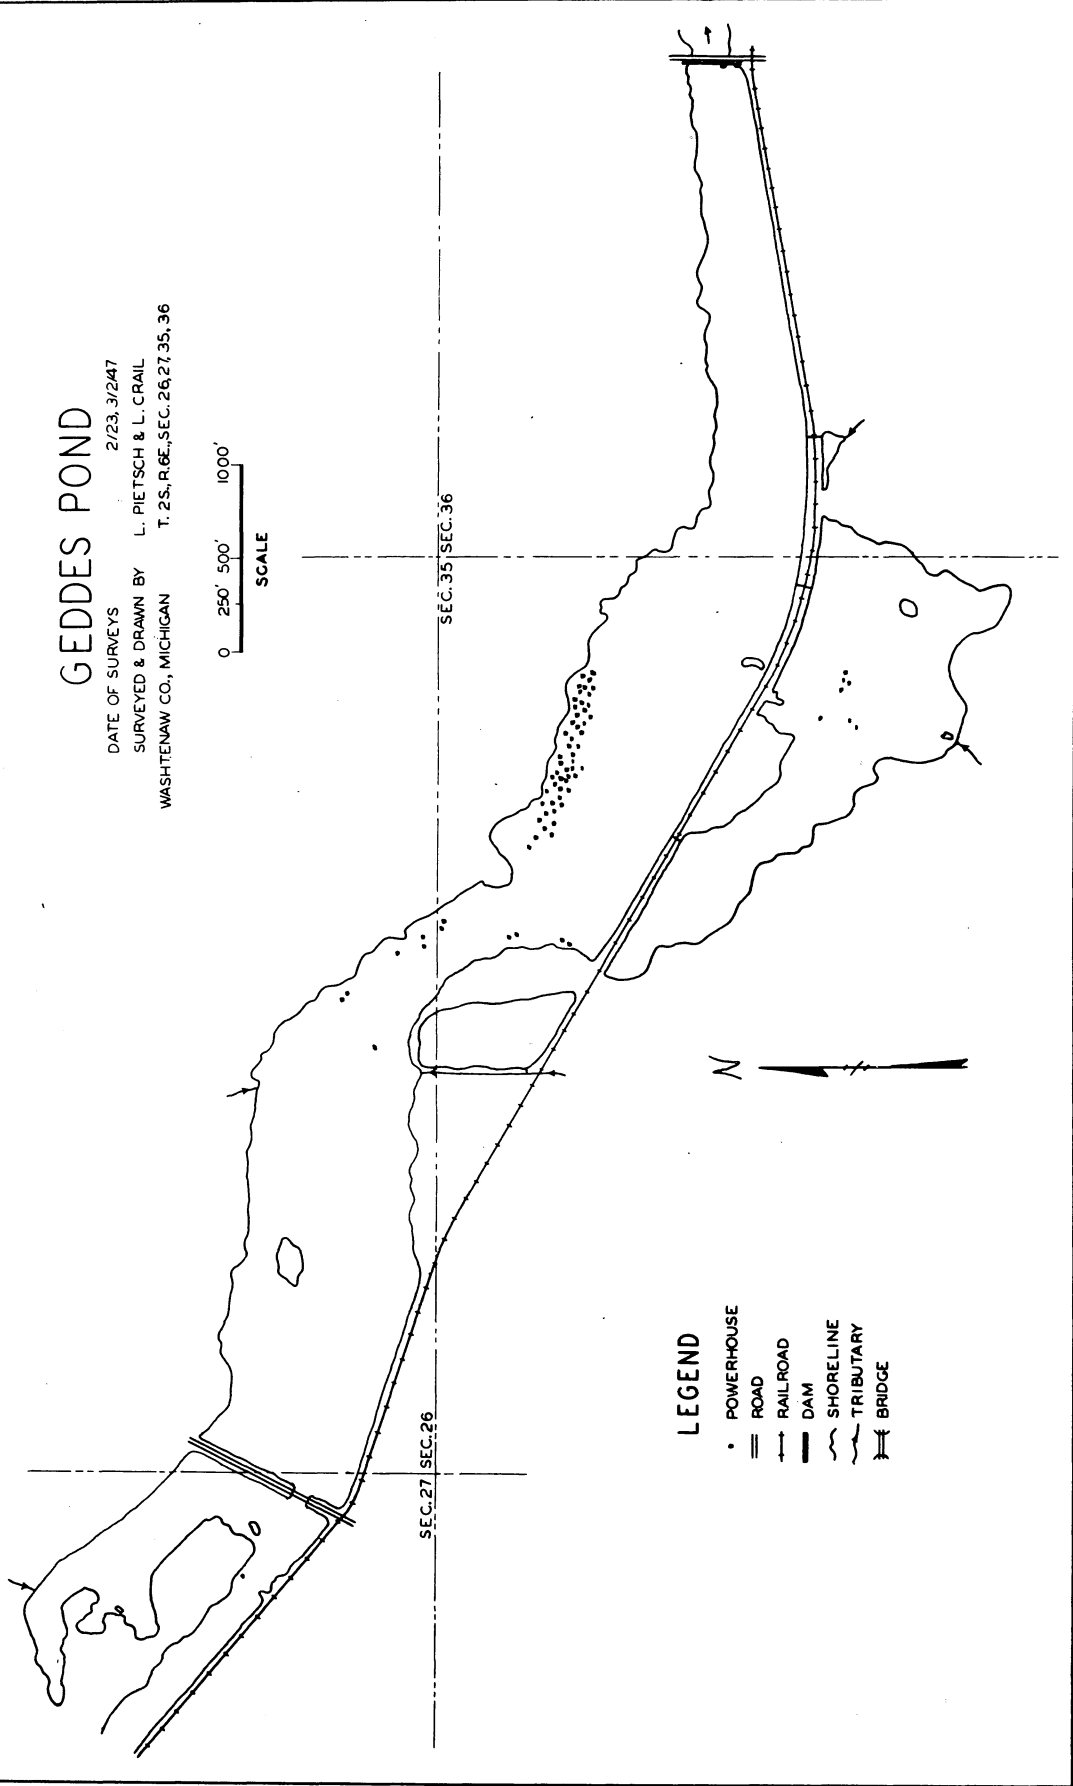 GEDDES POND
DATE OF SURVEYS 2/23, 3/2/47
SURVEYED & DRAWN BY L. PIETSCH & L. CRAIL
WASHTENAW CO., MICHIGAN T. 2S., R. 6E., SEC. 26, 27, 35, 36
0 250' 500' 1000'
SCALE
SEC. 27 SEC. 26
SEC. 35 SEC. 36
N
LEGEND
POWERHOUSE
ROAD
RAILROAD
DAM
SHORELINE
TRIBUTARY
BRIDGE